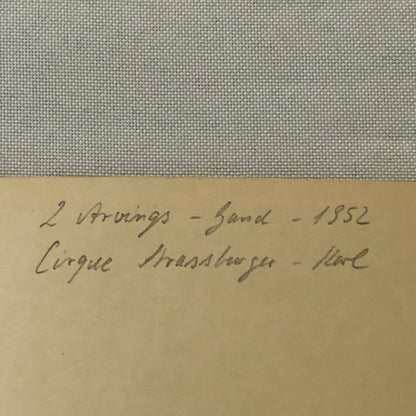 2 Arvings - Gand - 1952
Cirque Strassburger - Karl